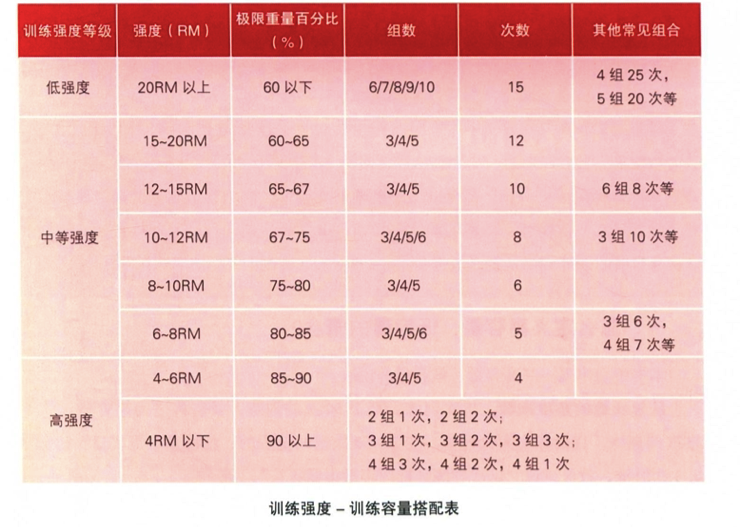 训练强度等级 强度（RM） 极限重量百分比（%） 组数 次数 其他常见组合
低强度 20RM 以上 60 以下 6/7/8/9/10 15 4 组 25 次，
5 组 20 次等
中等强度 15~20RM 60~65 3/4/5 12
12~15RM 65~67 3/4/5 10 6 组 8 次等
10~12RM 67~75 3/4/5/6 8 3 组 10 次等
8~10RM 75~80 3/4/5 6
6~8RM 80~85 3/4/5/6 5 3 组 6 次，
4 组 7 次等
高强度 4~6RM 85~90 3/4/5 4
4RM 以下 90 以上 2 组 1 次，2 组 2 次；
3 组 1 次，3 组 2 次，3 组 3 次；
4 组 3 次，4 组 2 次，4 组 1 次
训练强度 – 训练容量搭配表